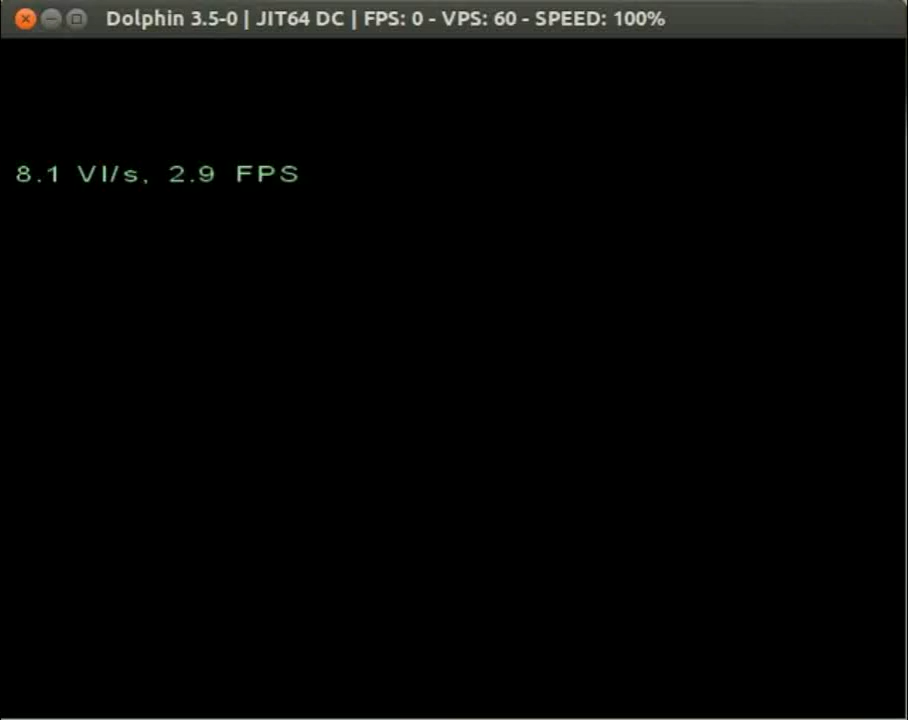 Dolphin 3.5-0 | JIT64 DC | FPS: 0 - VPS: 60 - SPEED: 100%
8.1 VI/s, 2.9 FPS